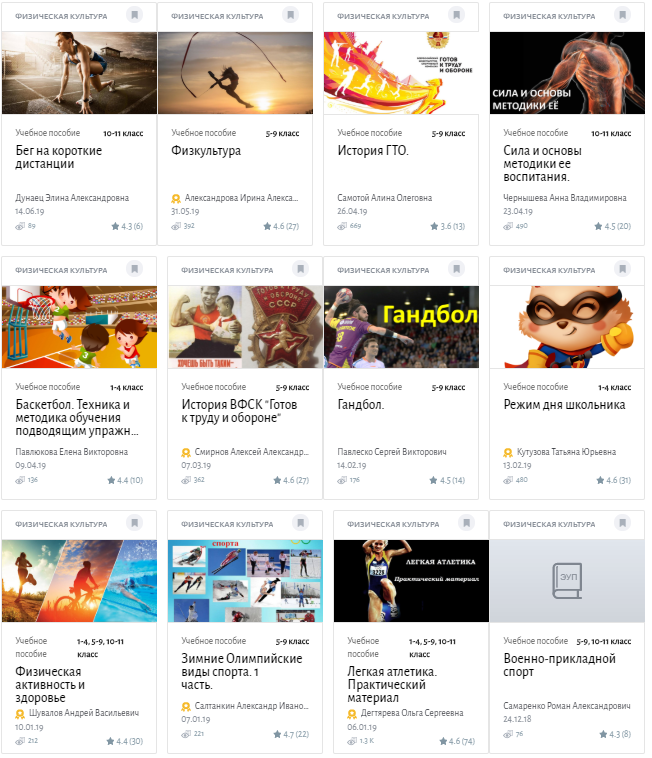 ФИЗИЧЕСКАЯ КУЛЬТУРА
Учебное пособие 10-11 класс
Бег на короткие
дистанции
Дунаец Элина Александровна
14.06.19
89 4.3 (6)
ФИЗИЧЕСКАЯ КУЛЬТУРА
Учебное пособие 5-9 класс
Физкультура
Александрова Ирина Алекса...
31.05.19
392 4.6 (27)
ФИЗИЧЕСКАЯ КУЛЬТУРА
ГОТОВ
К ТРУДУ
И ОБОРОНЕ
Учебное пособие 5-9 класс
История ГТО.
Самотой Алина Олеговна
26.04.19
669 3.6 (13)
ФИЗИЧЕСКАЯ КУЛЬТУРА
СИЛА И ОСНОВЫ
МЕТОДИКИ ЕЁ
Учебное пособие 10-11 класс
Сила и основы
методики ее
воспитания.
Чернышева Анна Владимировна
23.04.19
490 4.5 (20)
ФИЗИЧЕСКАЯ КУЛЬТУРА
Учебное пособие 1-4 класс
Баскетбол. Техника и
методика обучения
подводящим упражн...
Павлюкова Елена Викторовна
09.04.19
136 4.4 (10)
ФИЗИЧЕСКАЯ КУЛЬТУРА
ГОТОВ К ТРУДУ
И ОБОРОНЕ
СССР
ХОЧЕШЬ БЫТЬ ТАКИМ-
Учебное пособие 5-9 класс
История ВФСК "Готов
к труду и обороне"
Смирнов Алексей Александр...
07.03.19
362 4.6 (27)
ФИЗИЧЕСКАЯ КУЛЬТУРА
Гандбол
Учебное пособие 5-9 класс
Гандбол.
Павлеско Сергей Викторович
14.02.19
176 4.5 (14)
ФИЗИЧЕСКАЯ КУЛЬТУРА
Учебное пособие 1-4 класс
Режим дня школьника
Кутузова Татьяна Юрьевна
13.02.19
480 4.6 (31)
ФИЗИЧЕСКАЯ КУЛЬТУРА
Учебное 1-4, 5-9, 10-11
пособие класс
Физическая
активность и
здоровье
Шувалов Андрей Васильевич
10.01.19
212 4.4 (30)
ФИЗИЧЕСКАЯ КУЛЬТУРА
спорта
Учебное пособие 5-9 класс
Зимние Олимпийские
виды спорта. 1
часть.
Салтанкин Александр Ивано...
07.01.19
221 4.7 (22)
ФИЗИЧЕСКАЯ КУЛЬТУРА
ЛЕГКАЯ АТЛЕТИКА
Практический материал
Учебное 1-4, 5-9, 10-11
пособие класс
Легкая атлетика.
Практический
материал
Дегтярева Ольга Сергеевна
06.01.19
1.3 K 4.6 (74)
ФИЗИЧЕСКАЯ КУЛЬТУРА
ЭУП
Учебное пособие 5-9, 10-11 класс
Военно-прикладной
спорт
Самаренко Роман Александрович
24.12.18
76 4.3 (8)